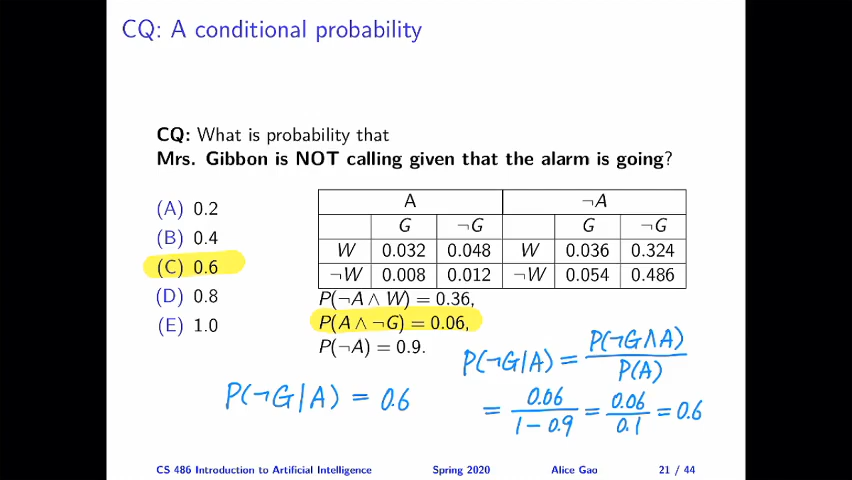 CQ: A conditional probability
CQ: What is probability that
Mrs. Gibbon is NOT calling given that the alarm is going?
(A) 0.2
(B) 0.4
(C) 0.6
(D) 0.8
(E) 1.0
A ¬A
G ¬G G ¬G
W 0.032 0.048 W 0.036 0.324
¬W 0.008 0.012 ¬W 0.054 0.486
P(¬A ∧ W) = 0.36,
P(A ∧ ¬G) = 0.06,
P(¬A) = 0.9.
P(¬G|A) = 0.6
P(¬G|A) = P(¬G∧A) / P(A)
= 0.06 / 1 − 0.9 = 0.06 / 0.1 = 0.6
CS 486 Introduction to Artificial Intelligence Spring 2020 Alice Gao 21 / 44